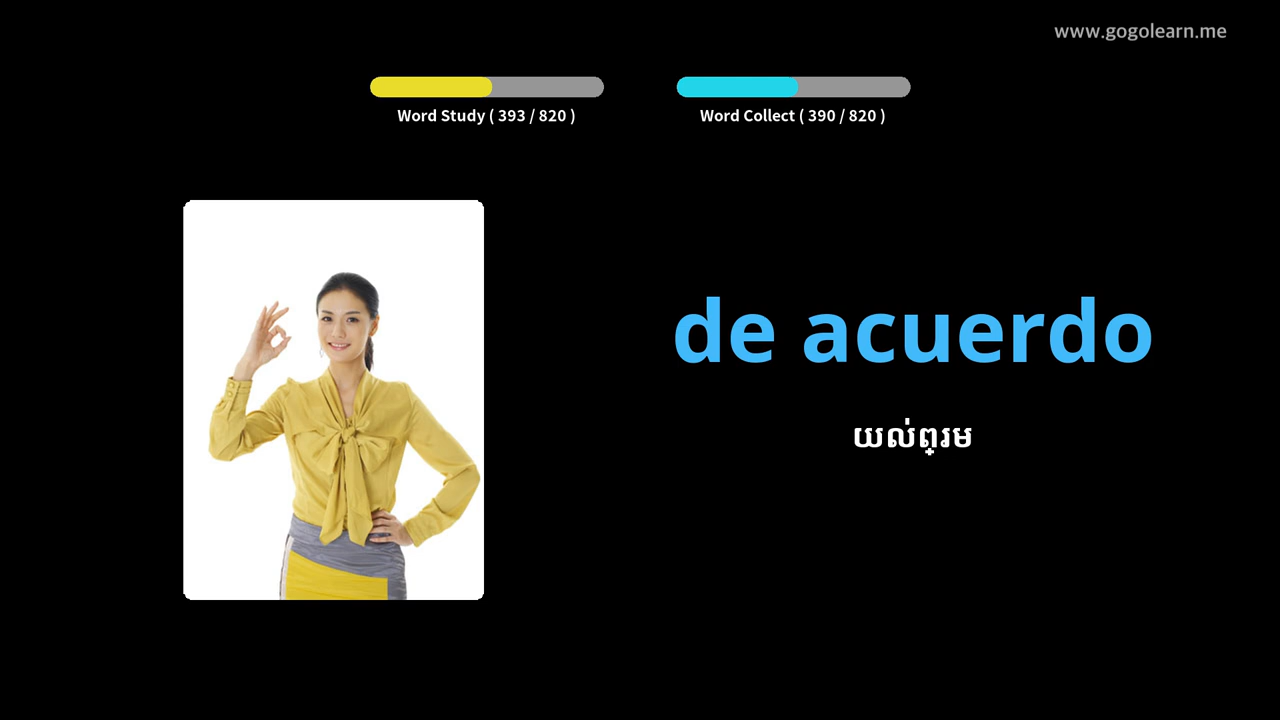 www.gogolearn.me
Word Study ( 393 / 820 )
Word Collect ( 390 / 820 )
de acuerdo
យល់ព្រម